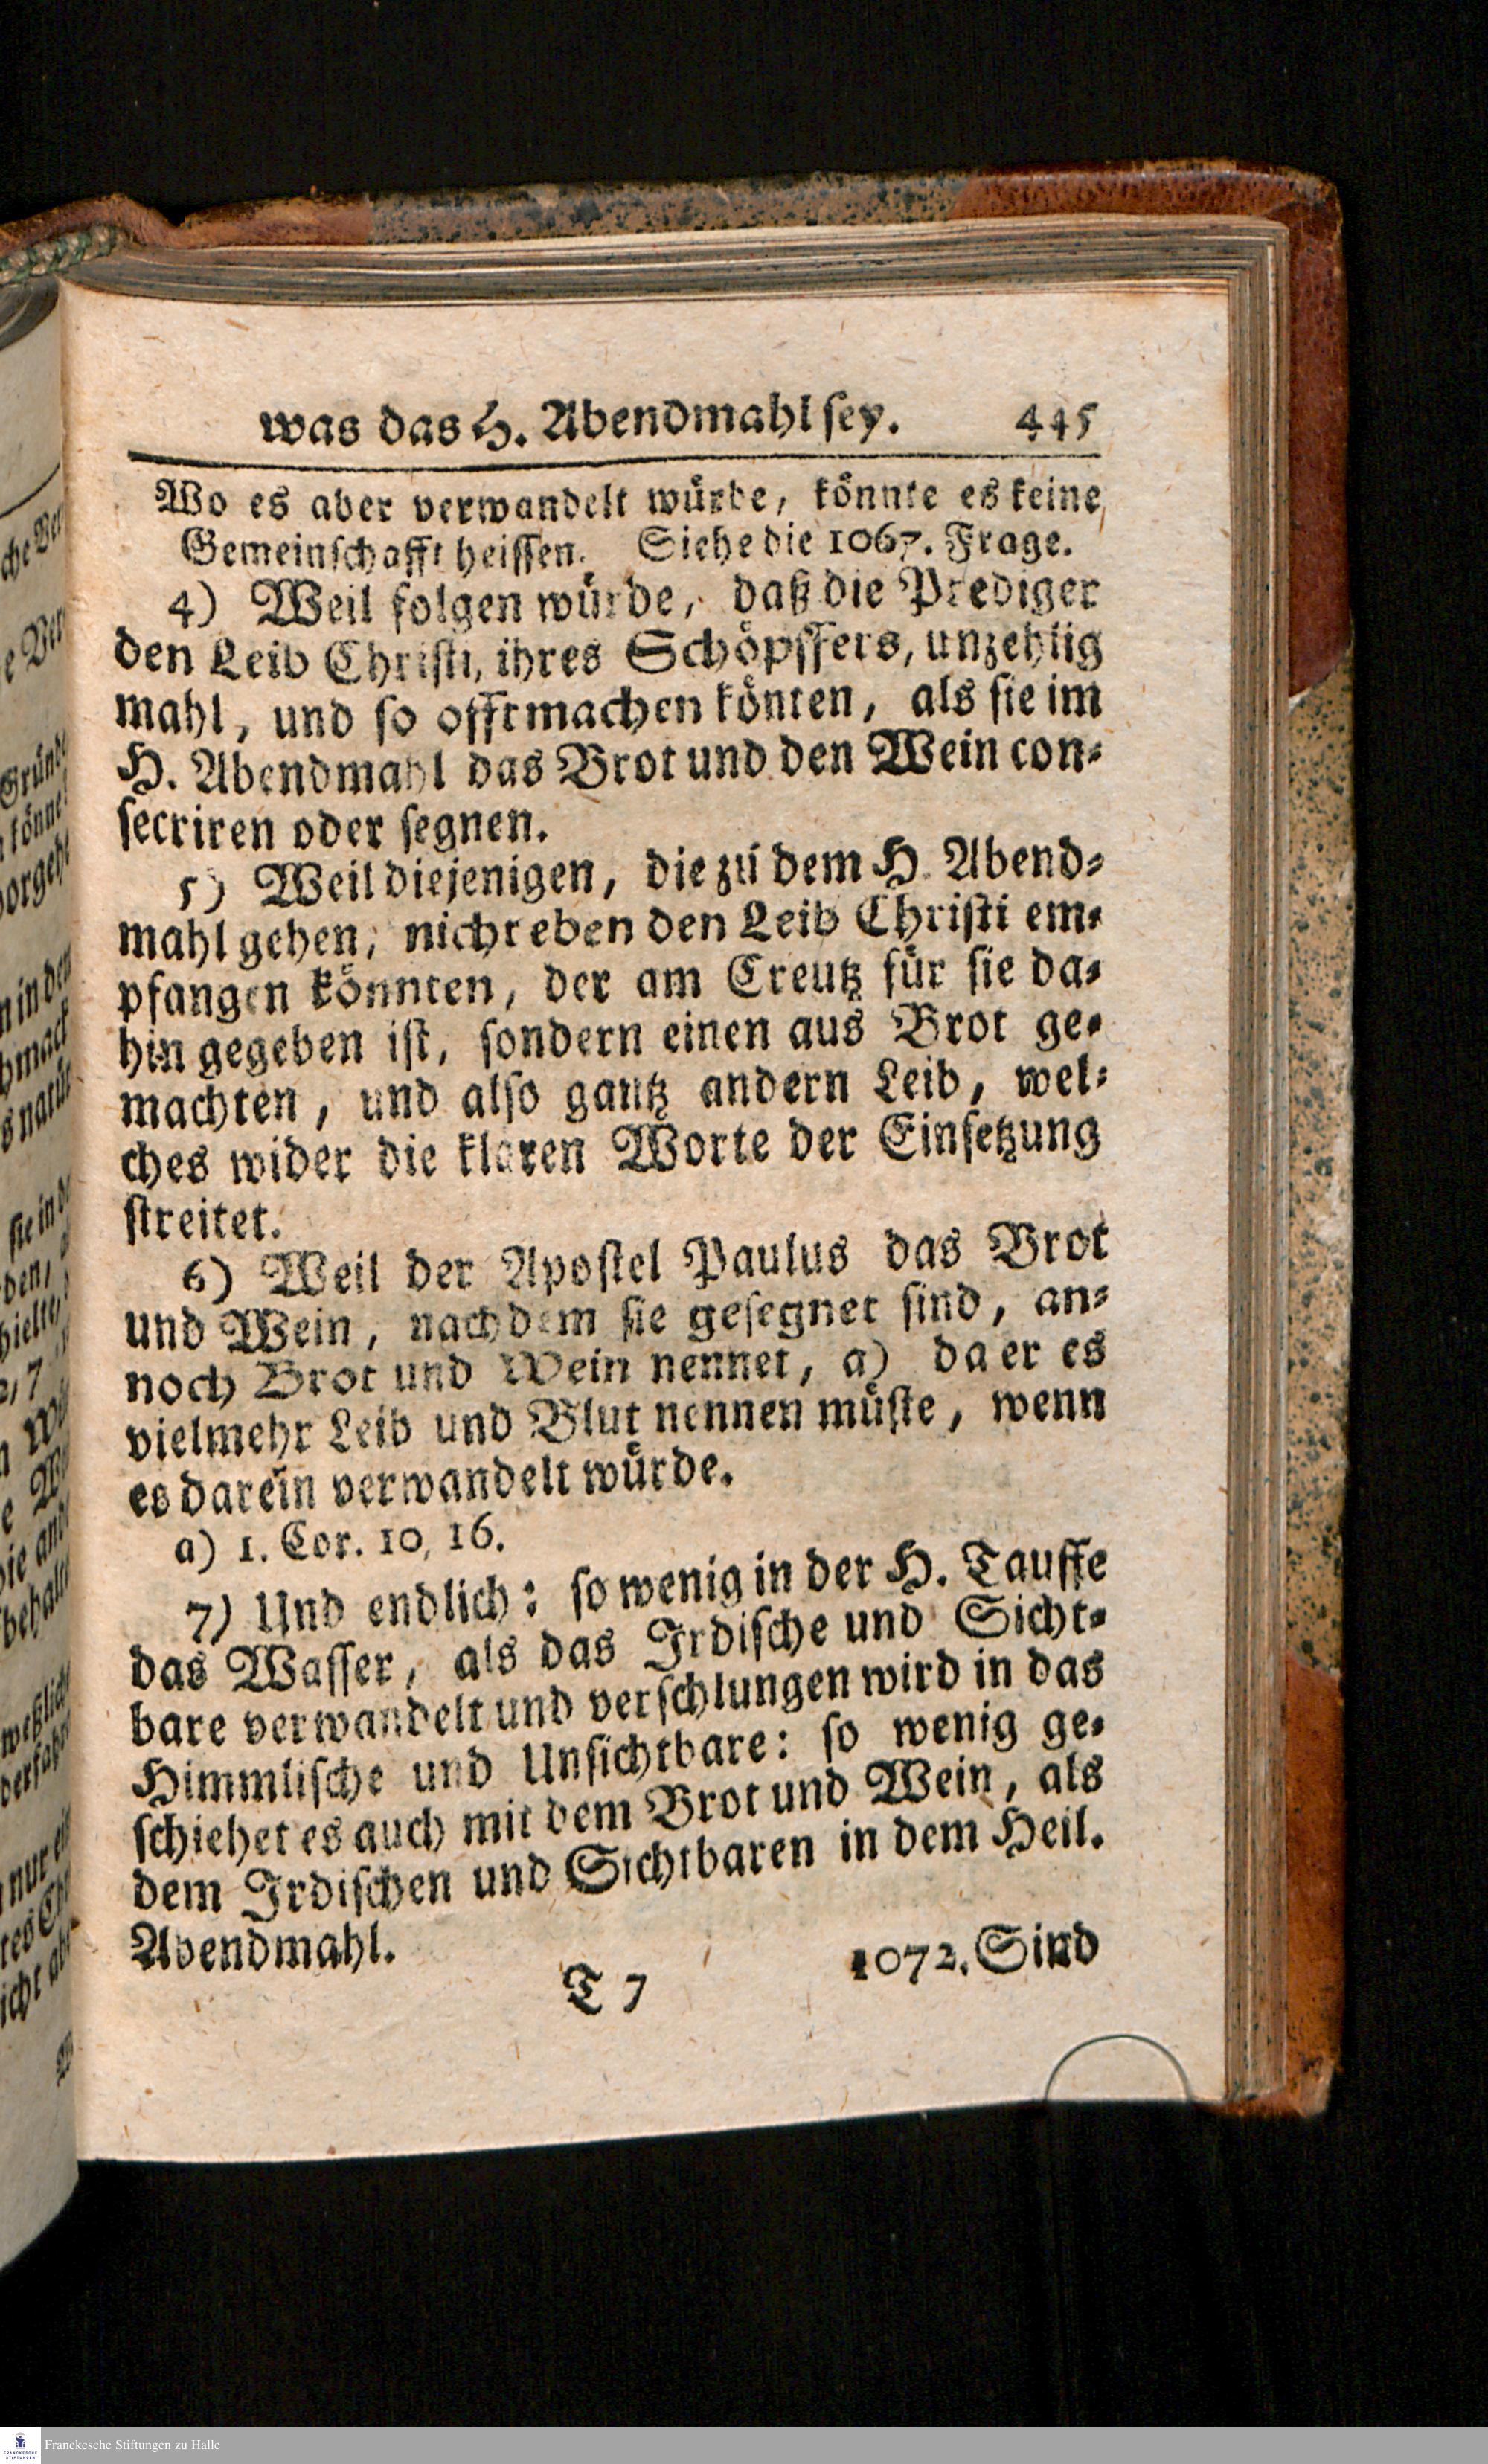 was das H. Abendmahl sey. 445
Wo es aber verwandelt würde, könnte es keine
Gemeinschafft heissen. Siehe die 1067. Frage.
4) Weil folgen würde, daß die Prediger
den Leib Christi, ihres Schöpffers, unzehlig
mahl, und so offt machen könten, als sie im
H. Abendmahl das Brot und den Wein con-
secriren oder segnen.
5) Weil diejenigen, die zu dem H. Abend-
mahl gehen, nicht eben den Leib Christi em-
pfangen könnten, der am Creutz für sie da-
hin gegeben ist, sondern einen aus Brot ge-
machten, und also gantz andern Leib, wel-
ches wider die klaren Worte der Einsetzung
streitet.
6) Weil der Apostel Paulus das Brot
und Wein, nachdem sie gesegnet sind, an-
noch Brot und Wein nennet, a) da er es
vielmehr Leib und Blut nennen müste, wenn
es darein verwandelt würde.
a) 1. Cor. 10, 16.
7) Und endlich: so wenig in der H. Tauffe
das Wasser, als das Irdische und Sicht-
bare verwandelt und verschlungen wird in das
Himmlische und Unsichtbare: so wenig ge-
schiehet es auch mit dem Brot und Wein, als
dem Irdischen und Sichtbaren in dem Heil.
Abendmahl.
T 7 1072. Sind
Franckesche Stiftungen zu Halle